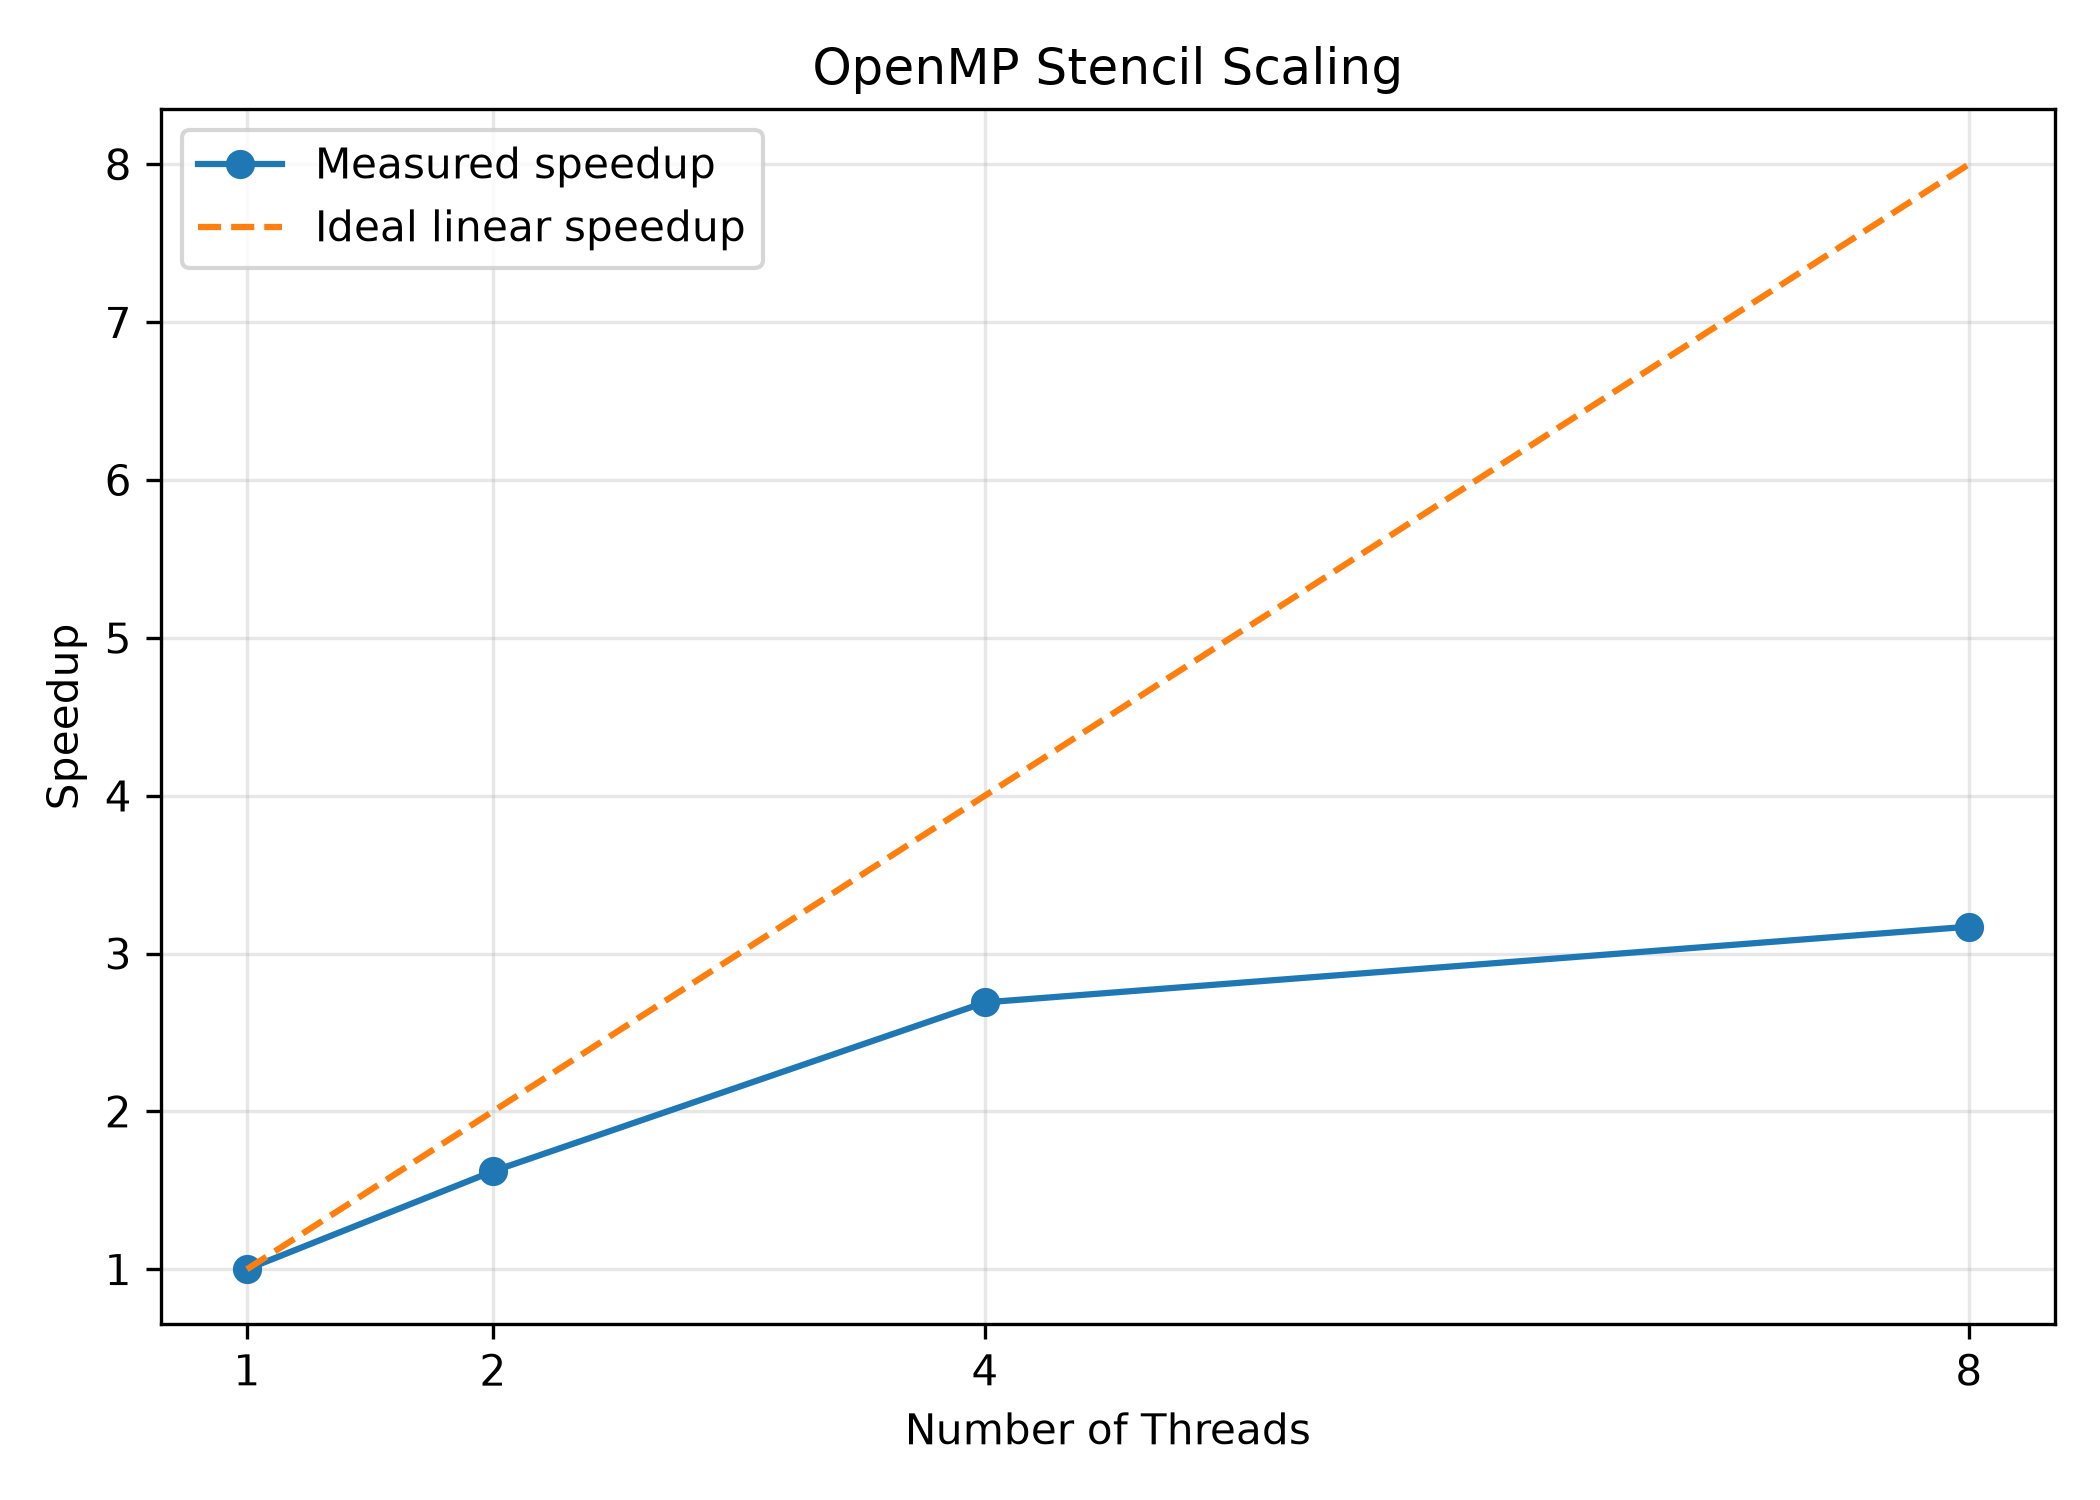 OpenMP Stencil Scaling
Measured speedup
Ideal linear speedup
8
7
6
5
4
3
2
1
Speedup
1 2 4 8
Number of Threads